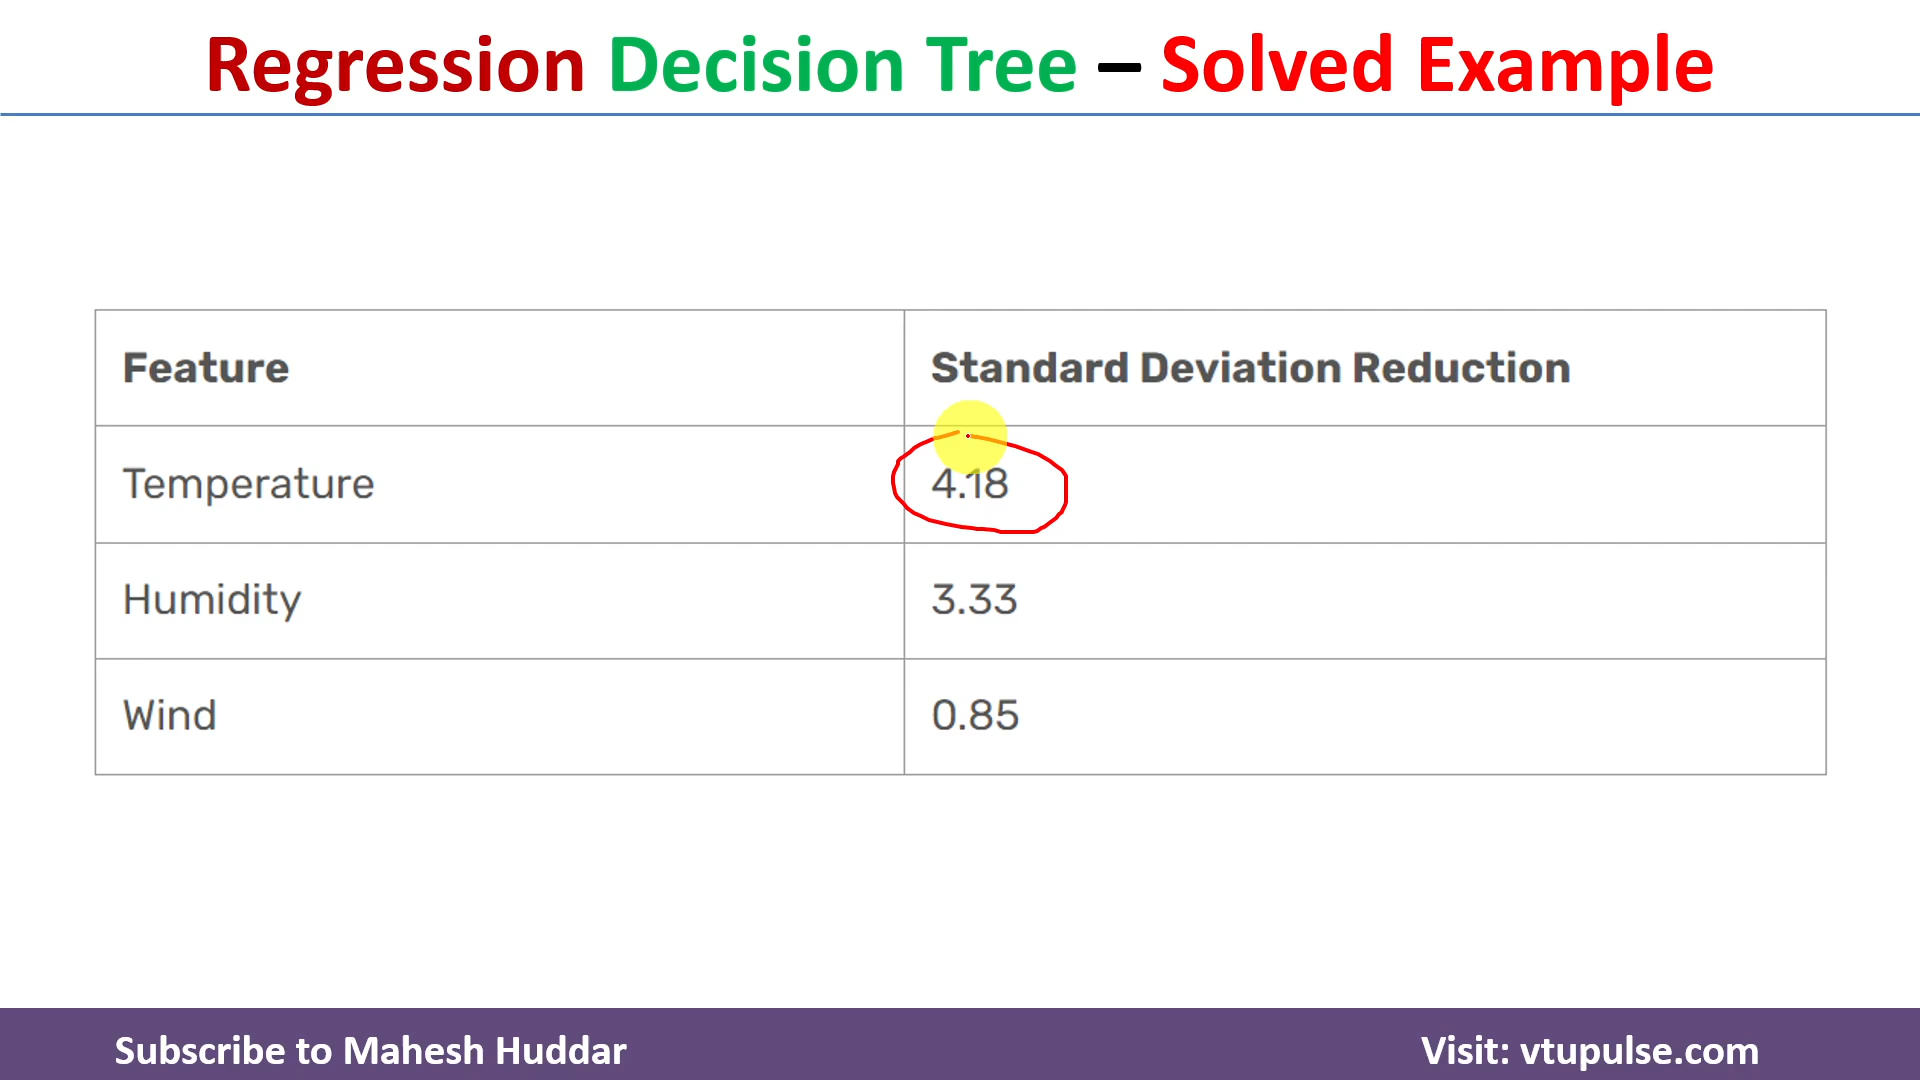 Regression Decision Tree – Solved Example
Feature Standard Deviation Reduction
Temperature 4.18
Humidity 3.33
Wind 0.85
Subscribe to Mahesh Huddar Visit: vtupulse.com